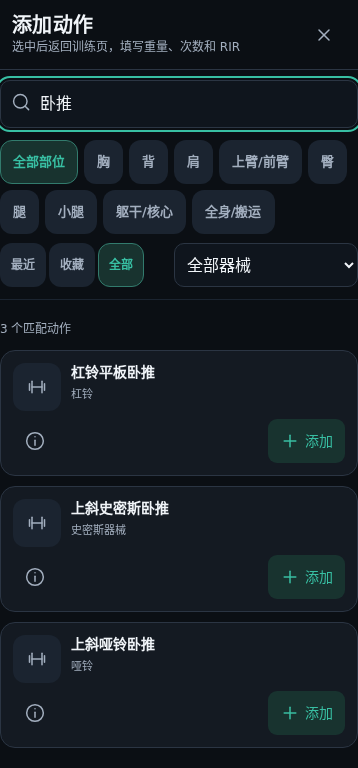 添加动作
选中后返回训练页，填写重量、次数和 RIR
卧推
全部部位 胸 背 肩 上臂/前臂 臀
腿 小腿 躯干/核心 全身/搬运
最近 收藏 全部 全部器械
3 个匹配动作
杠铃平板卧推
杠铃
添加
上斜史密斯卧推
史密斯器械
添加
上斜哑铃卧推
哑铃
添加